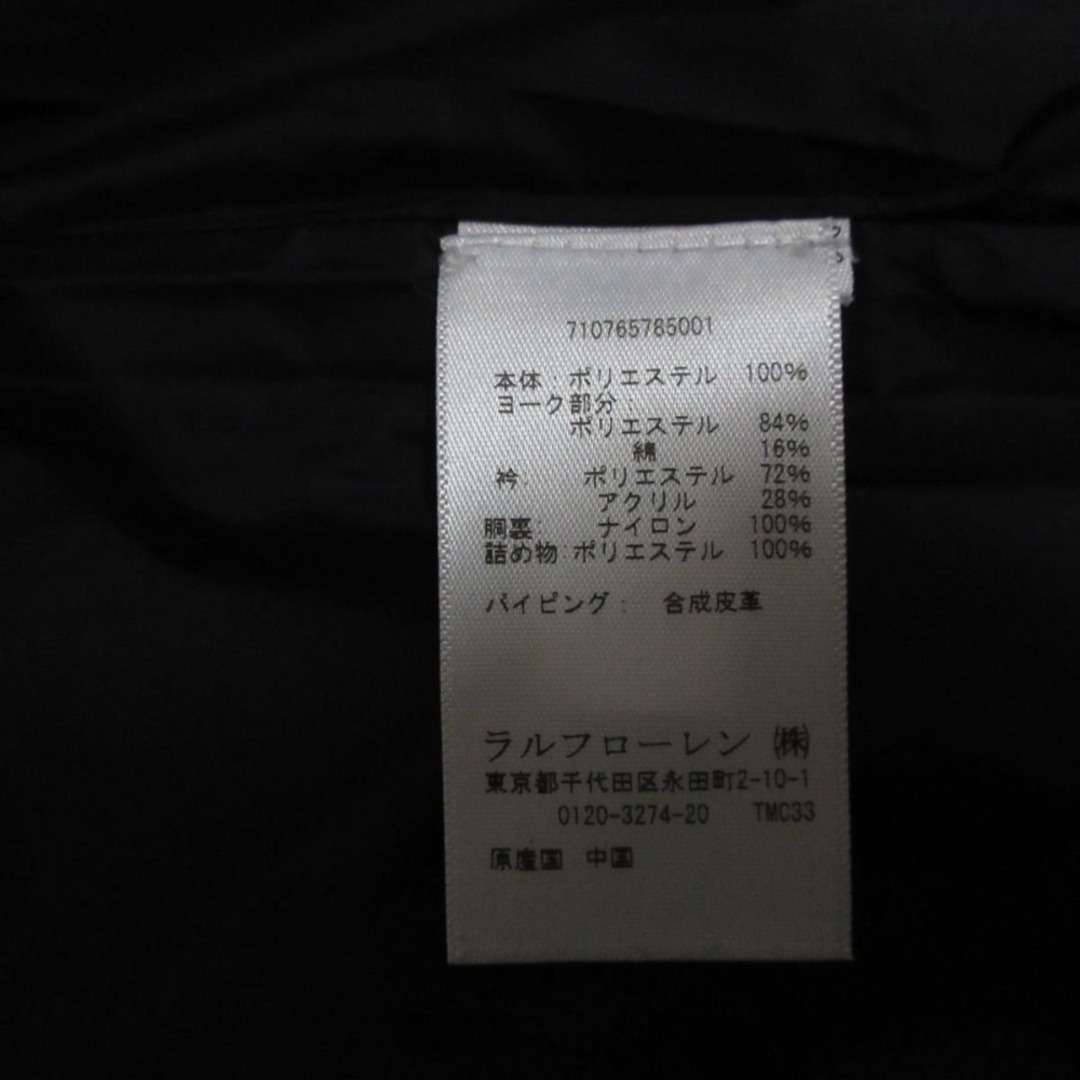 710765785001
本体:ポリエステル 100%
ヨーク部分:
ポリエステル 84%
綿 16%
衿: ポリエステル 72%
アクリル 28%
胴裏: ナイロン 100%
詰め物:ポリエステル 100%
パイピング: 合成皮革
ラルフローレン ㈱
東京都千代田区永田町2-10-1
0120-3274-20 TMC33
原産国 中国